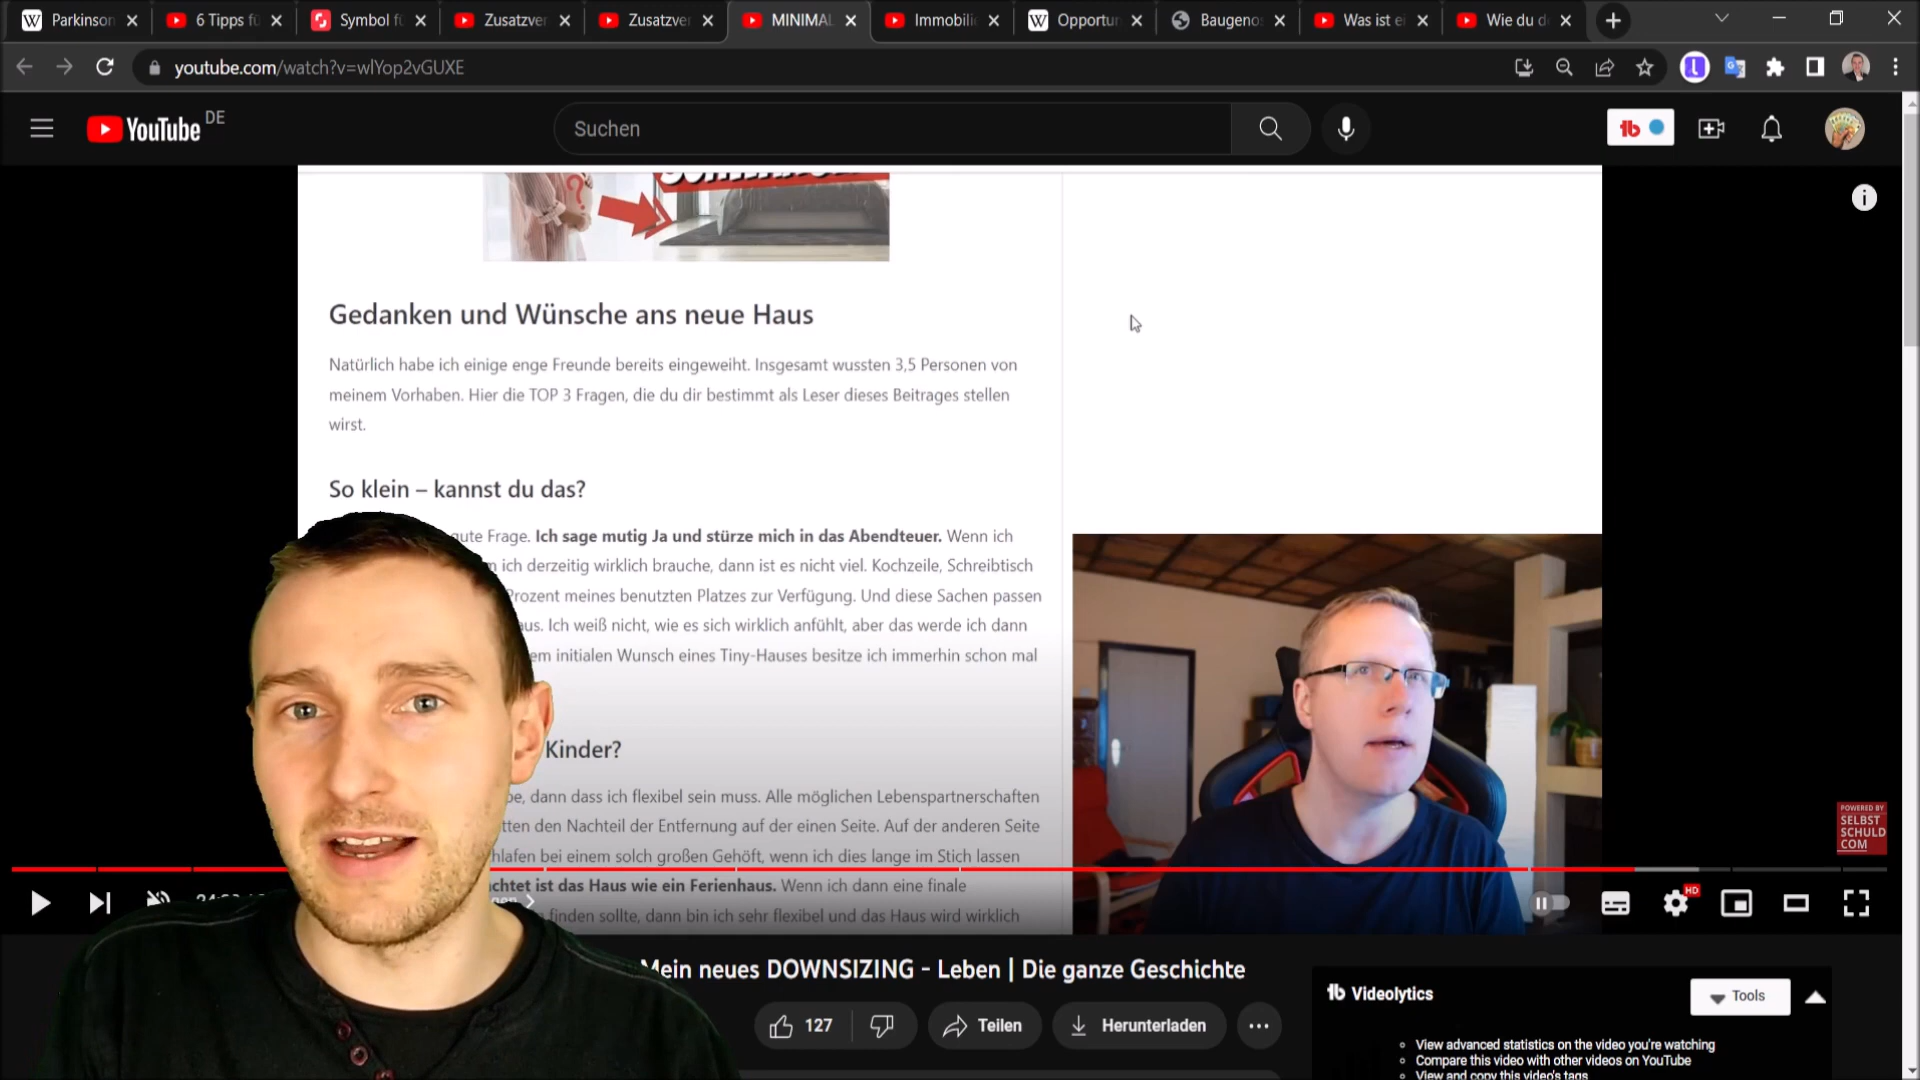 Parkinson
6 Tipps fü
Symbol fü
Zusatzver
Zusatzver
MINIMAL
Immobilie
Opportun
Baugenos
Was ist ei
Wie du d
youtube.com/watch?v=wlYop2vGUXE
YouTube DE
Suchen
Gedanken und Wünsche ans neue Haus
Natürlich habe ich einige enge Freunde bereits eingeweiht. Insgesamt wussten 3,5 Personen von
meinem Vorhaben. Hier die TOP 3 Fragen, die du dir bestimmt als Leser dieses Beitrages stellen
wirst.
So klein – kannst du das?
gute Frage. Ich sage mutig Ja und stürze mich in das Abendteuer. Wenn ich
ich derzeitig wirklich brauche, dann ist es nicht viel. Kochzeile, Schreibtisch
Prozent meines benutzten Platzes zur Verfügung. Und diese Sachen passen
aus. Ich weiß nicht, wie es sich wirklich anfühlt, aber das werde ich dann
em initialen Wunsch eines Tiny-Hauses besitze ich immerhin schon mal
Kinder?
be, dann dass ich flexibel sein muss. Alle möglichen Lebenspartnerschaften
tten den Nachteil der Entfernung auf der einen Seite. Auf der anderen Seite
hlafen bei einem solch großen Gehöft, wenn ich dies lange im Stich lassen
achtet ist das Haus wie ein Ferienhaus. Wenn ich dann eine finale
finden sollte, dann bin ich sehr flexibel und das Haus wird wirklich
POWERED BY
SELBST
SCHULD
COM
HD
Mein neues DOWNSIZING - Leben | Die ganze Geschichte
127
Teilen
Herunterladen
Videolytics
Tools
View advanced statistics on the video you're watching
Compare this video with other videos on YouTube
View and copy this video's tags